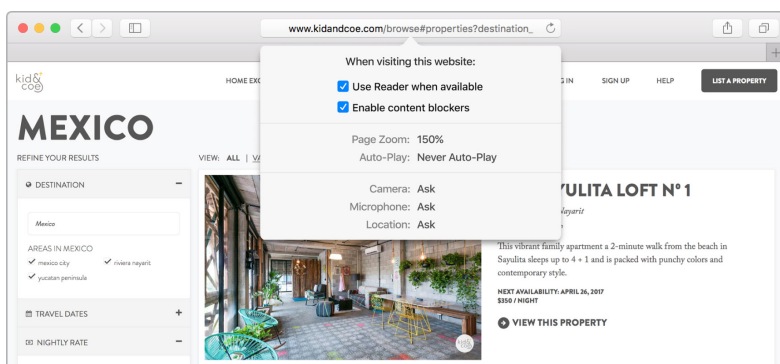 www.kidandcoe.com/browse#properties?destination_
When visiting this website:
Use Reader when available
Enable content blockers
Page Zoom: 150%
Auto-Play: Never Auto-Play
Camera: Ask
Microphone: Ask
Location: Ask
kid&
coe
HOME EXC
G IN
SIGN UP
HELP
LIST A PROPERTY
MEXICO
REFINE YOUR RESULTS
VIEW: ALL | VA
DESTINATION
Mexico
AREAS IN MEXICO
mexico city
riviera nayarit
yucatan peninsula
TRAVEL DATES
NIGHTLY RATE
YULITA LOFT Nº 1
Nayarit
This vibrant family apartment a 2-minute walk from the beach in
Sayulita sleeps up to 4 + 1 and is packed with punchy colors and
contemporary style.
NEXT AVAILABILITY: APRIL 26, 2017
$350 / NIGHT
VIEW THIS PROPERTY